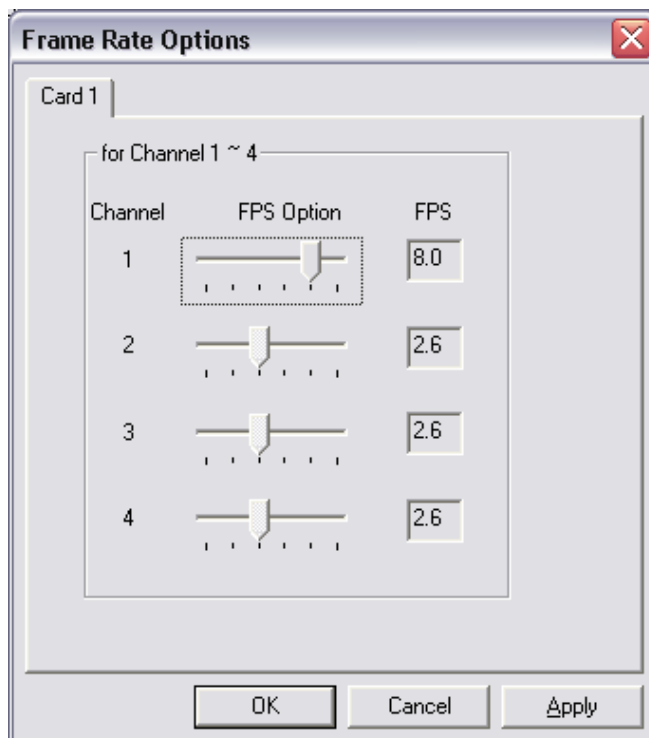 Frame Rate Options
Card 1
for Channel 1 ~ 4
Channel FPS Option FPS
1 8.0
2 2.6
3 2.6
4 2.6
OK Cancel Apply